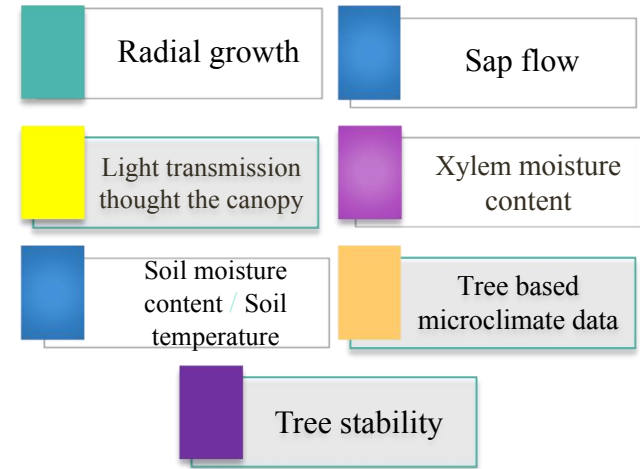 Radial growth
Sap flow
Light transmission
thought the canopy
Xylem moisture
content
Soil moisture
content / Soil
temperature
Tree based
microclimate data
Tree stability